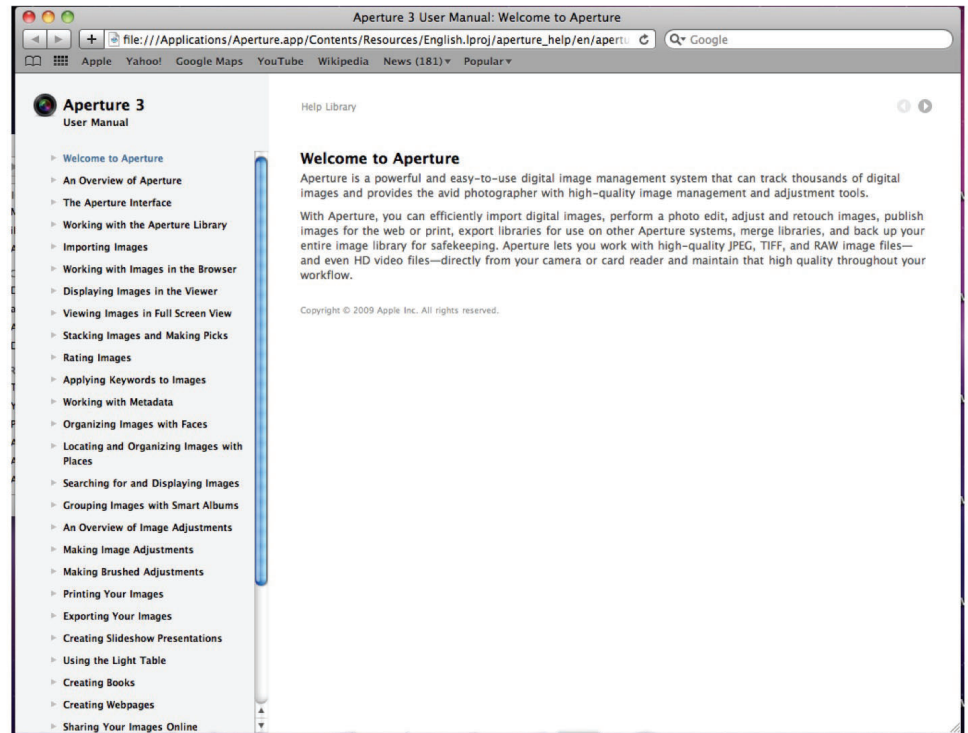 Aperture 3 User Manual: Welcome to Aperture
file:///Applications/Aperture.app/Contents/Resources/English.lproj/aperture_help/en/apertu
Google
Apple Yahoo! Google Maps YouTube Wikipedia News (181) Popular
Aperture 3
User Manual
Welcome to Aperture
An Overview of Aperture
The Aperture Interface
Working with the Aperture Library
Importing Images
Working with Images in the Browser
Displaying Images in the Viewer
Viewing Images in Full Screen View
Stacking Images and Making Picks
Rating Images
Applying Keywords to Images
Working with Metadata
Organizing Images with Faces
Locating and Organizing Images with
Places
Searching for and Displaying Images
Grouping Images with Smart Albums
An Overview of Image Adjustments
Making Image Adjustments
Making Brushed Adjustments
Printing Your Images
Exporting Your Images
Creating Slideshow Presentations
Using the Light Table
Creating Books
Creating Webpages
Sharing Your Images Online
Help Library
Welcome to Aperture
Aperture is a powerful and easy-to-use digital image management system that can track thousands of digital
images and provides the avid photographer with high-quality image management and adjustment tools.
With Aperture, you can efficiently import digital images, perform a photo edit, adjust and retouch images, publish
images for the web or print, export libraries for use on other Aperture systems, merge libraries, and back up your
entire image library for safekeeping. Aperture lets you work with high-quality JPEG, TIFF, and RAW image files—
and even HD video files—directly from your camera or card reader and maintain that high quality throughout your
workflow.
Copyright © 2009 Apple Inc. All rights reserved.